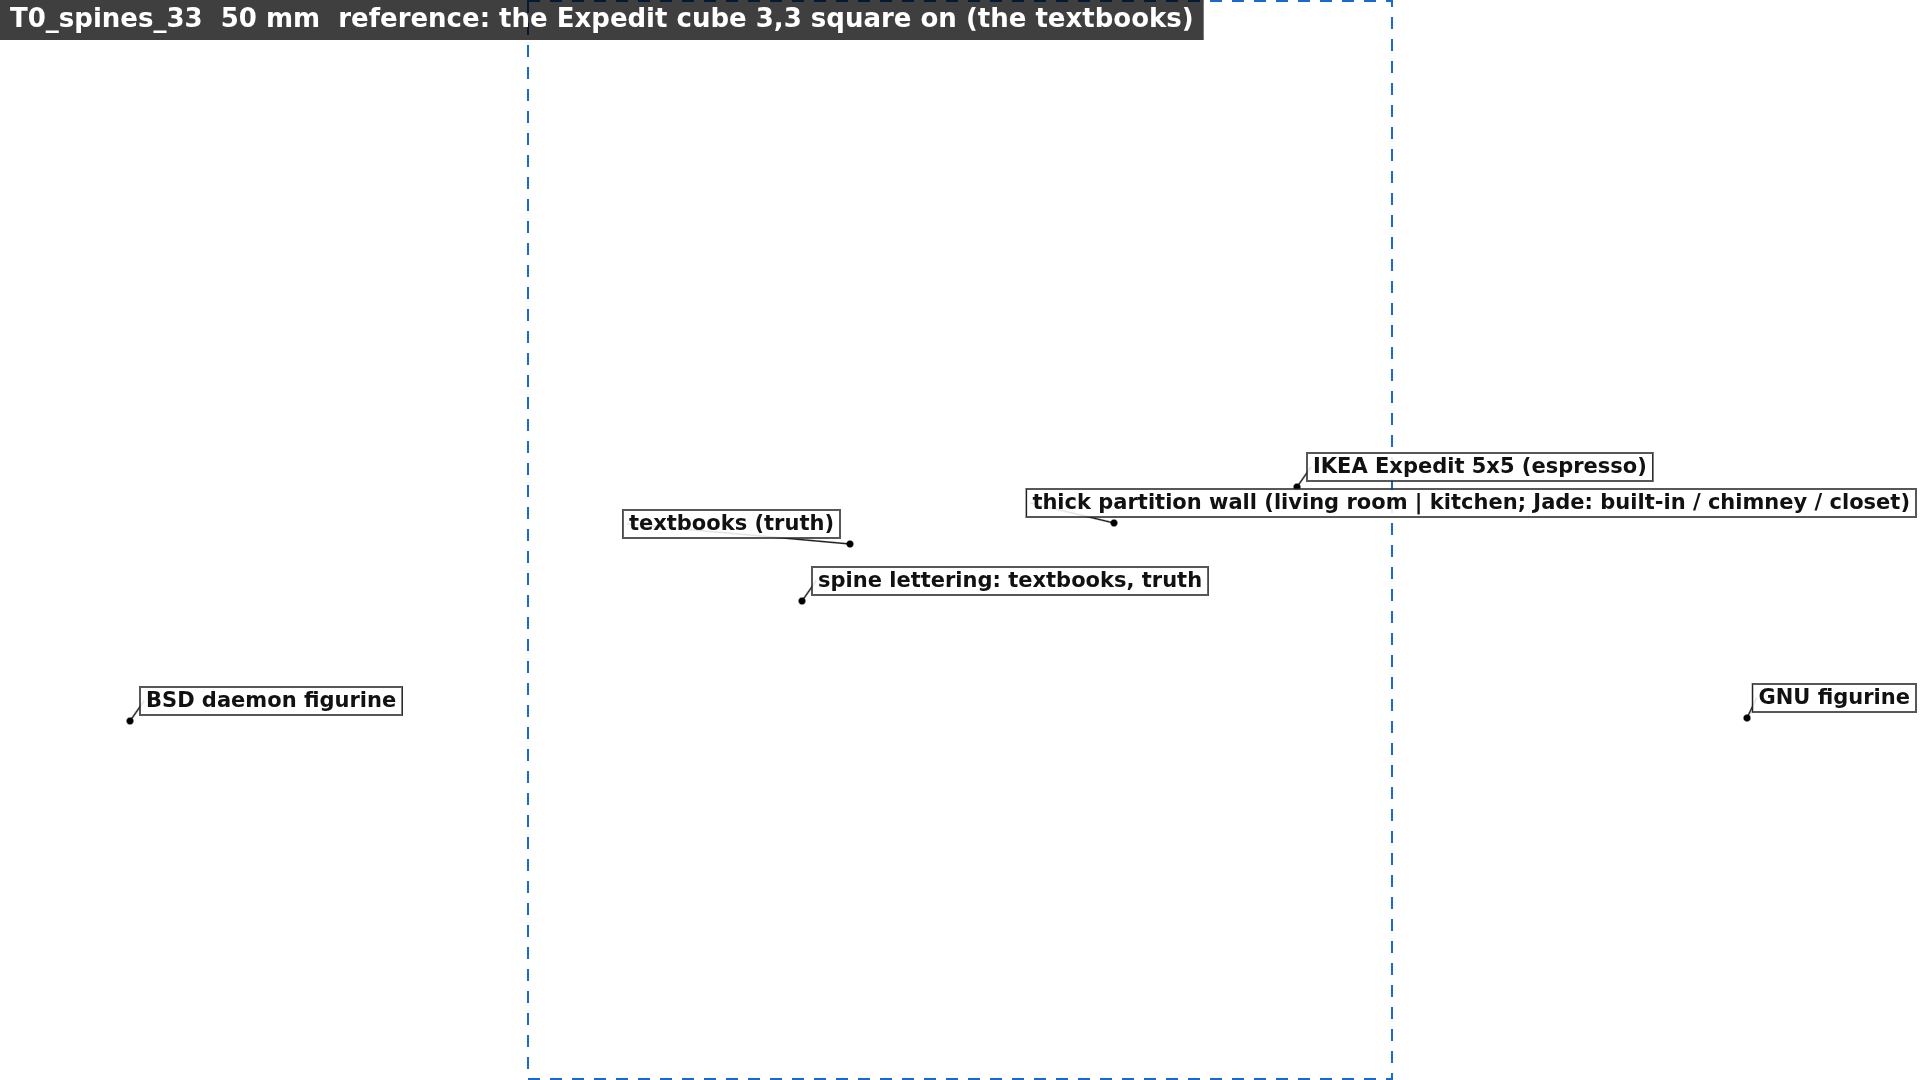 T0_spines_33  50 mm  reference: the Expedit cube 3,3 square on (the textbooks)
IKEA Expedit 5x5 (espresso)
thick partition wall (living room | kitchen; Jade: built-in / chimney / closet)
textbooks (truth)
spine lettering: textbooks, truth
BSD daemon figurine
GNU figurine